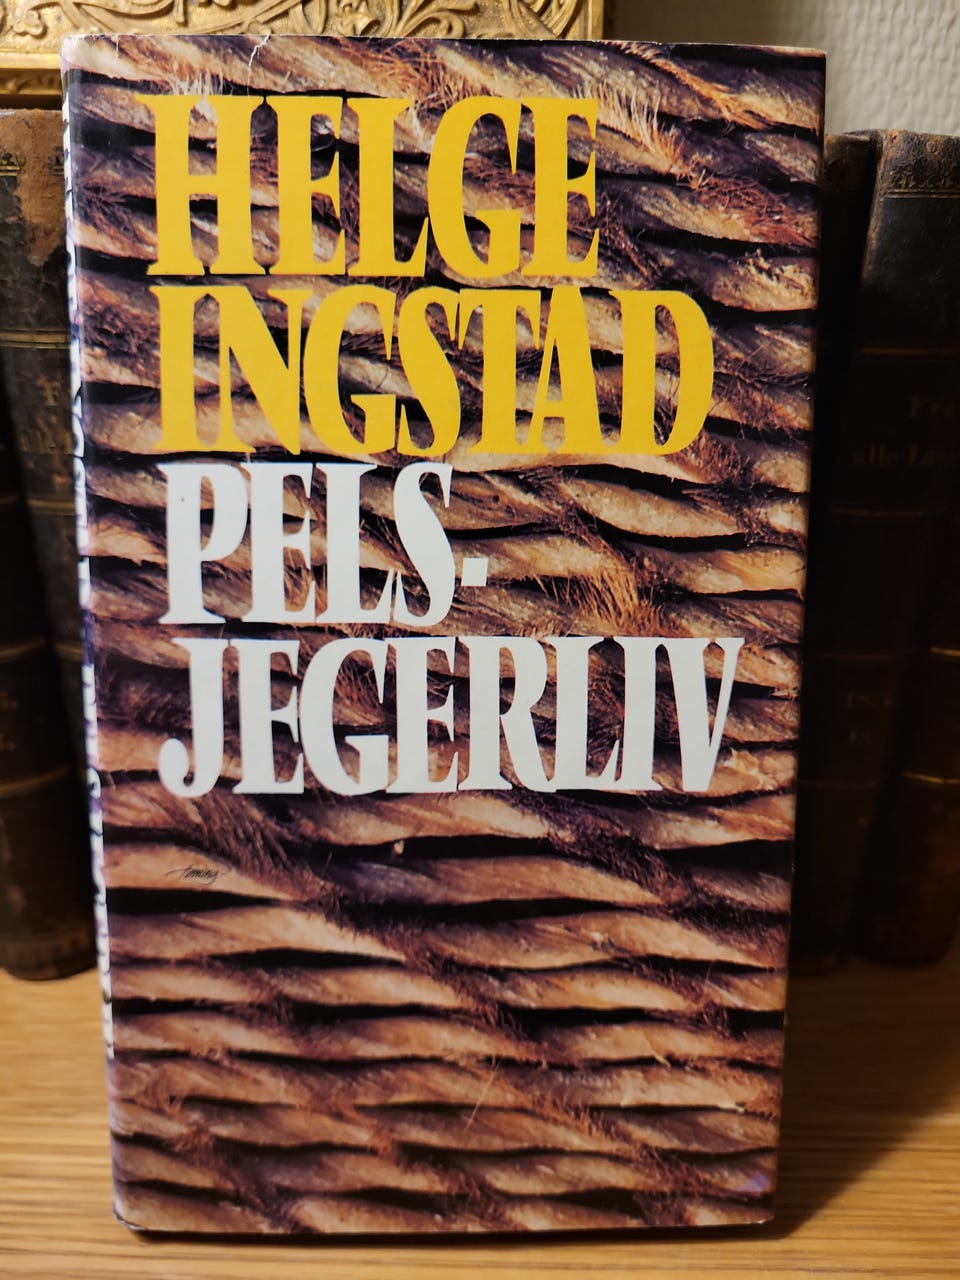 HELGE
INGSTAD
PELS-
JEGERLIV